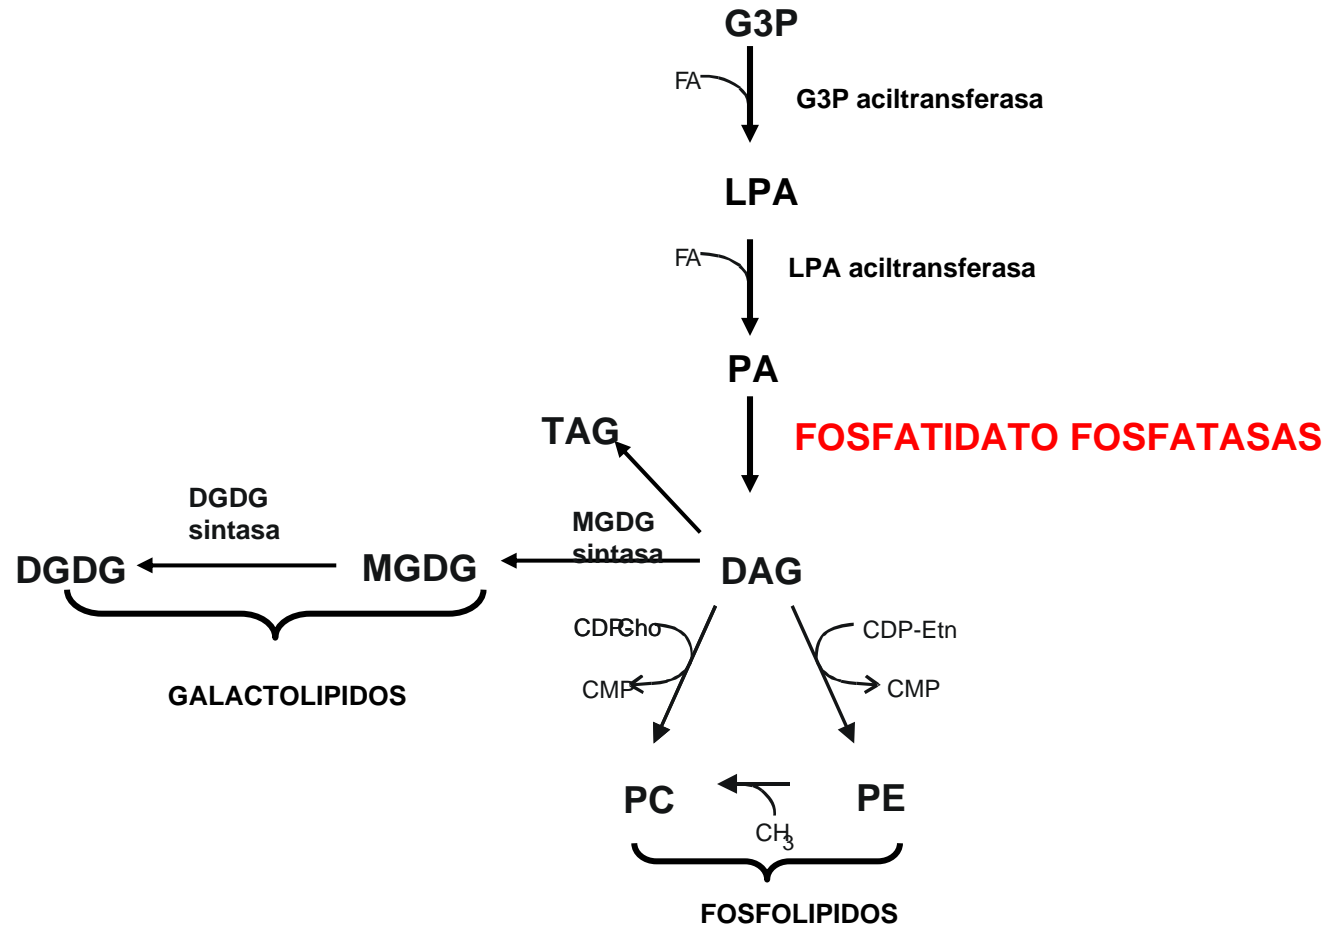 G3P
FA
G3P aciltransferasa
LPA
FA
LPA aciltransferasa
PA
TAG
FOSFATIDATO FOSFATASAS
DGDG
sintasa
MGDG
sintasa
DGDG
MGDG
DAG
CDP-Cho
CDP-Etn
CMP
CMP
GALACTOLIPIDOS
PC
PE
CH3
FOSFOLIPIDOS